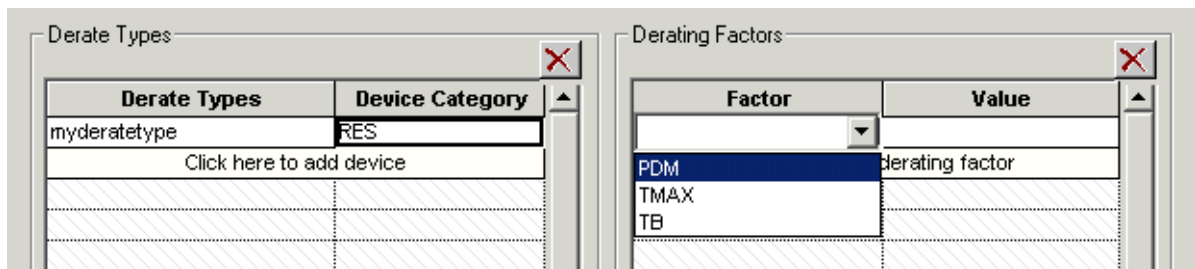 Derate Types
Derating Factors
Derate Types Device Category
Factor Value
myderatetype RES
Click here to add device
derating factor
PDM
TMAX
TB